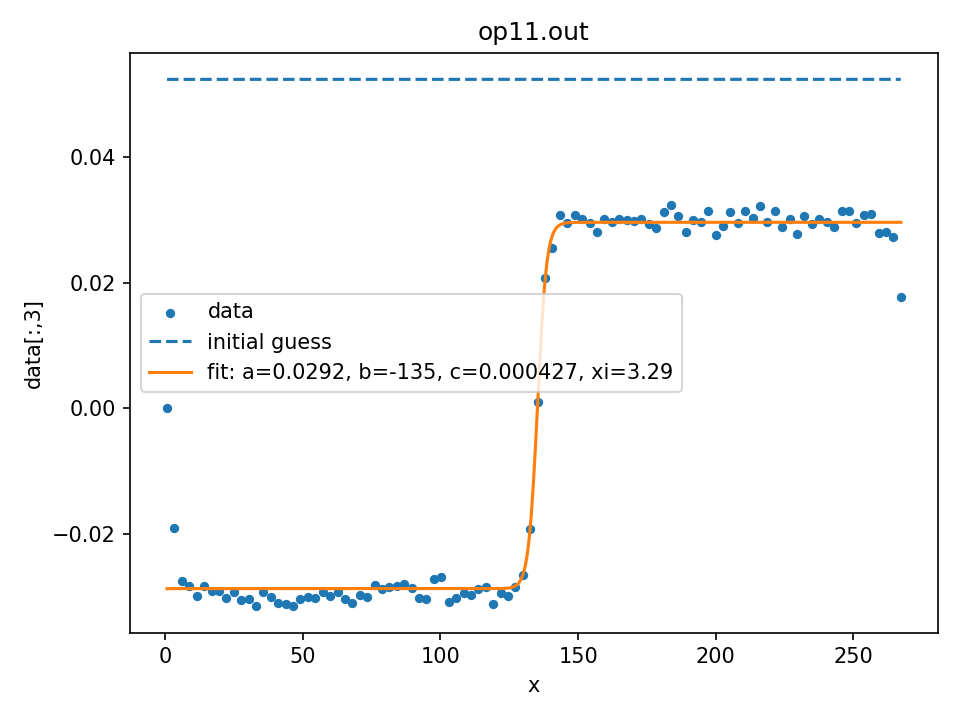 op11.out
data[:,3]
0.04
0.02
0.00
−0.02
data
initial guess
fit: a=0.0292, b=-135, c=0.000427, xi=3.29
0
50
100
150
200
250
x